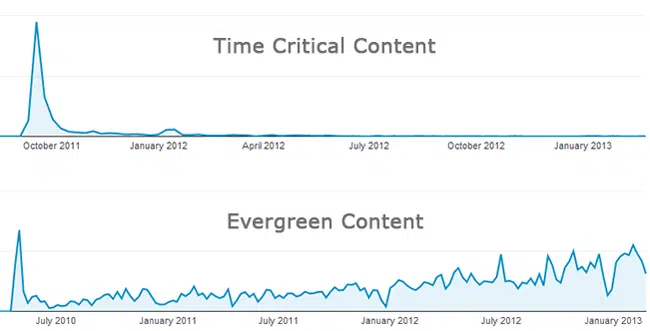 Time Critical Content
October 2011 January 2012 April 2012 July 2012 October 2012 January 2013
Evergreen Content
July 2010 January 2011 July 2011 January 2012 July 2012 January 2013